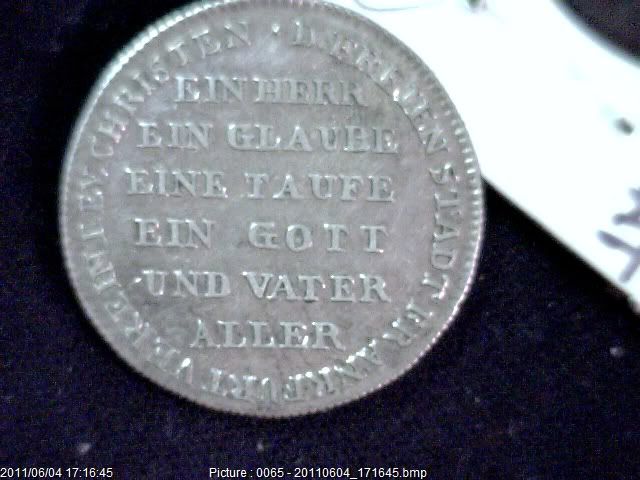 D.FREIEN STADT FRANKFURT VEREINT EV. CHRISTEN ·
EIN HERR
EIN GLAUBE
EINE TAUFE
EIN GOTT
UND VATER
ALLER
2011/06/04 17:16:45
Picture : 0065 - 20110604_171645.bmp